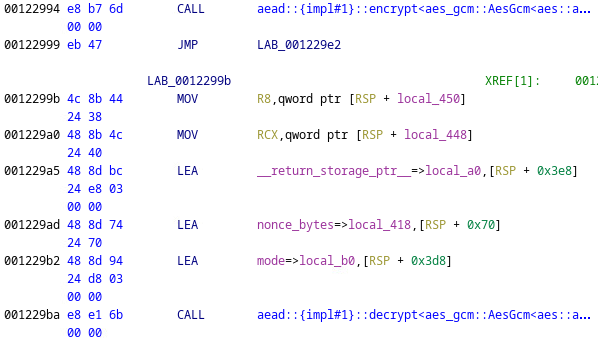 00122994 e8 b7 6d CALL aead::{impl#1}::encrypt<aes_gcm::AesGcm<aes::a...
00 00
00122999 eb 47 JMP LAB_001229e2
LAB_0012299b XREF[1]: 0012
0012299b 4c 8b 44 MOV R8,qword ptr [RSP + local_450]
24 38
001229a0 48 8b 4c MOV RCX,qword ptr [RSP + local_448]
24 40
001229a5 48 8d bc LEA __return_storage_ptr__=>local_a0,[RSP + 0x3e8]
24 e8 03
00 00
001229ad 48 8d 74 LEA nonce_bytes=>local_418,[RSP + 0x70]
24 70
001229b2 48 8d 94 LEA mode=>local_b0,[RSP + 0x3d8]
24 d8 03
00 00
001229ba e8 e1 6b CALL aead::{impl#1}::decrypt<aes_gcm::AesGcm<aes::a...
00 00